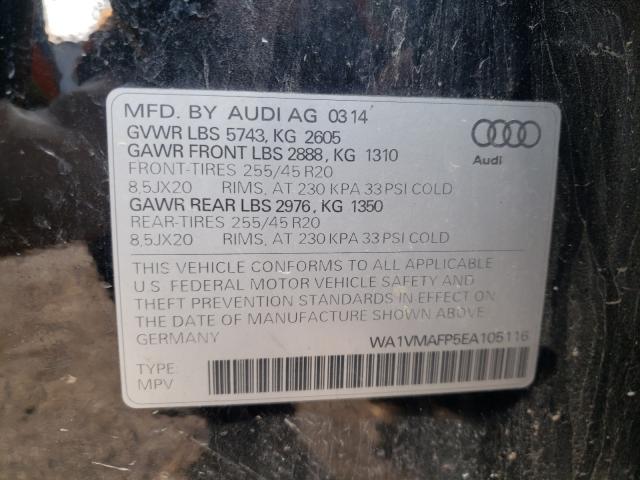 MFD. BY AUDI AG 03 14
GVWR LBS 5743, KG 2605
GAWR FRONT LBS 2888, KG 1310
FRONT-TIRES 255/45 R20
8,5JX20 RIMS, AT 230 KPA 33 PSI COLD
GAWR REAR LBS 2976, KG 1350
REAR-TIRES 255/45 R20
8,5JX20 RIMS, AT 230 KPA 33 PSI COLD
Audi
THIS VEHICLE CONFORMS TO ALL APPLICABLE
U.S. FEDERAL MOTOR VEHICLE SAFETY AND
THEFT PREVENTION STANDARDS IN EFFECT ON
THE DATE OF MANUFACTURE SHOWN ABOVE.
GERMANY WA1VMAFP5EA105116
TYPE:
MPV